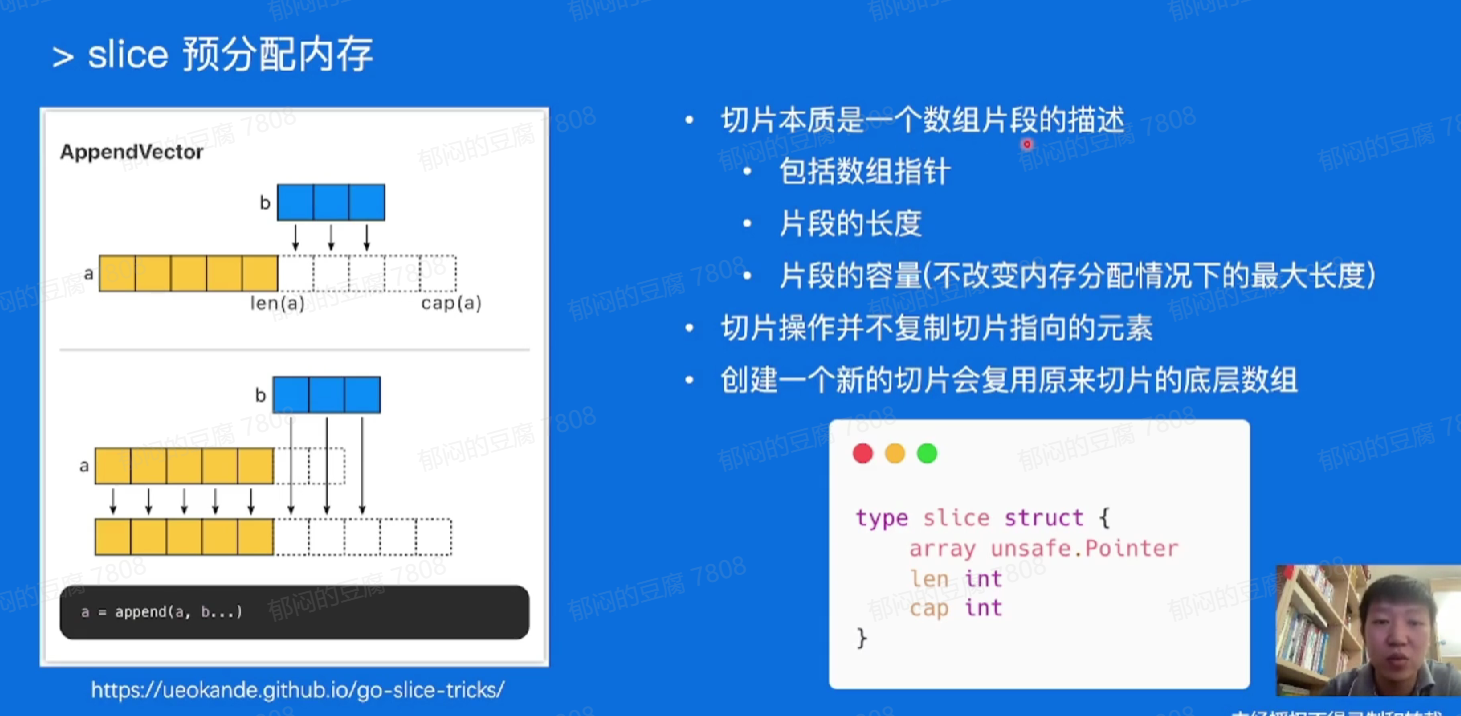 > slice 预分配内存
AppendVector
b
a
len(a)
cap(a)
b
a
a = append(a, b...)
https://ueokande.github.io/go-slice-tricks/
• 切片本质是一个数组片段的描述
• 包括数组指针
• 片段的长度
• 片段的容量(不改变内存分配情况下的最大长度)
• 切片操作并不复制切片指向的元素
• 创建一个新的切片会复用原来切片的底层数组
type slice struct {
array unsafe.Pointer
len int
cap int
}
郁闷的豆腐 7808